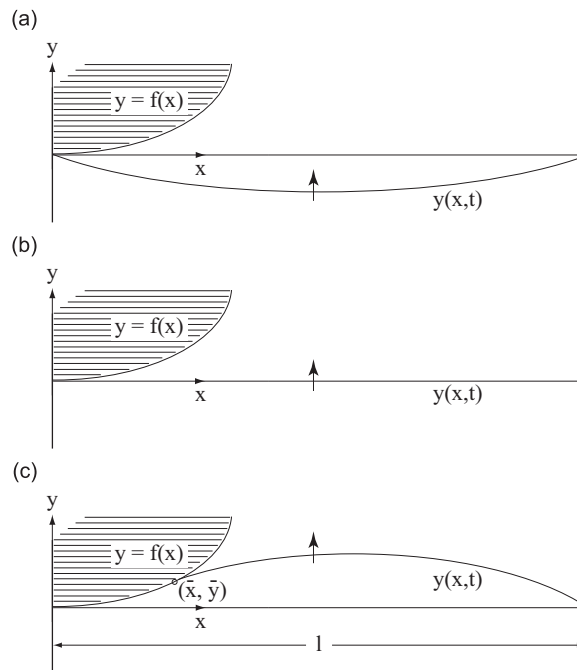 (a)
y
y = f(x)
x
y(x,t)
(b)
y
y = f(x)
x
y(x,t)
(c)
y
y = f(x)
(x̄, ȳ)
y(x,t)
x
l